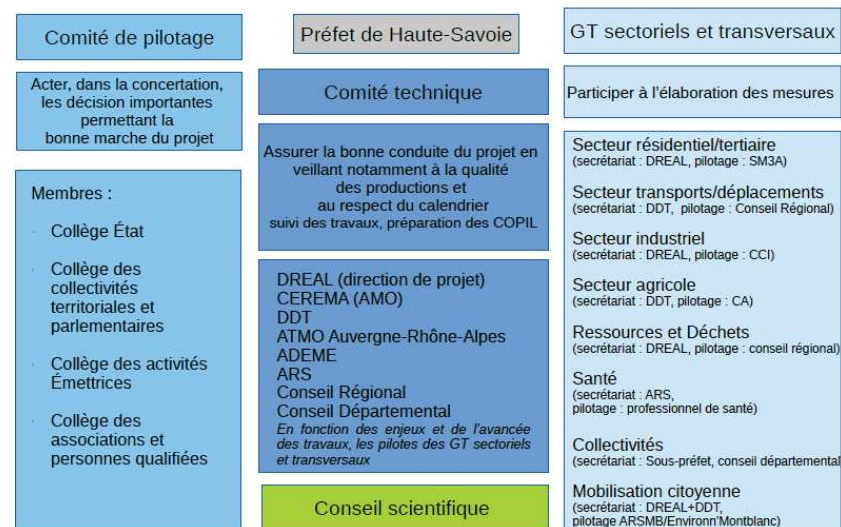 Comité de pilotage
Acter, dans la concertation,
les décision importantes
permettant la
bonne marche du projet
Membres :
· Collège État
· Collège des
collectivités
territoriales et
parlementaires
· Collège des activités
Émettrices
· Collège des
associations et
personnes qualifiées
Préfet de Haute-Savoie
Comité technique
Assurer la bonne conduite du projet en
veillant notamment à la qualité
des productions et
au respect du calendrier
suivi des travaux, préparation des COPIL
DREAL (direction de projet)
CEREMA (AMO)
DDT
ATMO Auvergne-Rhône-Alpes
ADEME
ARS
Conseil Régional
Conseil Départemental
En fonction des enjeux et de l'avancée
des travaux, les pilotes des GT sectoriels
et transversaux
Conseil scientifique
GT sectoriels et transversaux
Participer à l'élaboration des mesures
Secteur résidentiel/tertiaire
(secrétariat : DREAL, pilotage : SM3A)
Secteur transports/déplacements
(secrétariat : DDT, pilotage : Conseil Régional)
Secteur industriel
(secrétariat : DREAL, pilotage : CCI)
Secteur agricole
(secrétariat : DDT, pilotage : CA)
Ressources et Déchets
(secrétariat : DREAL, pilotage : conseil régional)
Santé
(secrétariat : ARS,
pilotage : professionnel de santé)
Collectivités
(secrétariat : Sous-préfet, conseil départemental
Mobilisation citoyenne
(secrétariat : DREAL+DDT,
pilotage ARSMB/Environn'Montblanc)